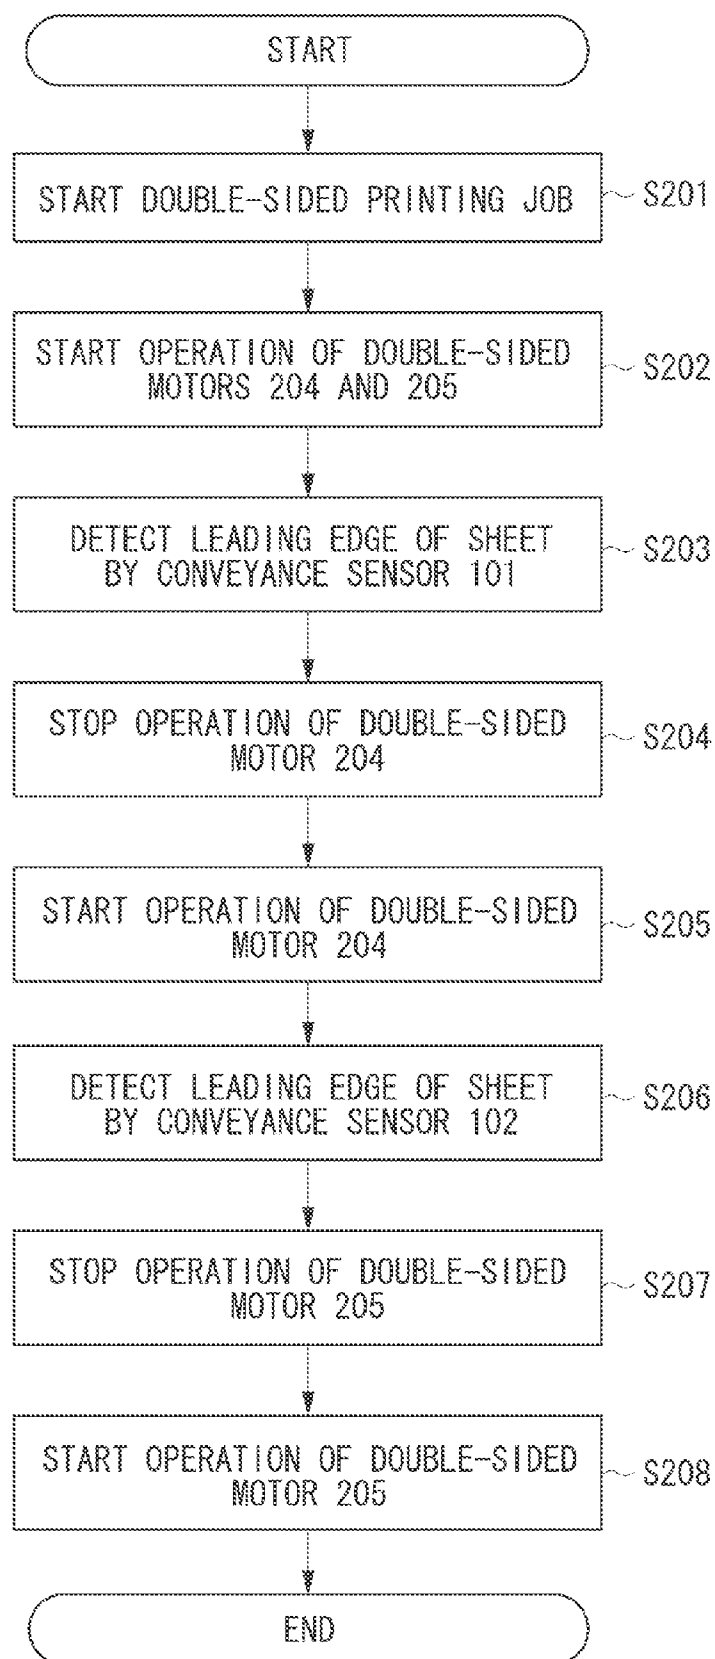 START
START DOUBLE-SIDED PRINTING JOB
S201
START OPERATION OF DOUBLE-SIDED
MOTORS 204 AND 205
S202
DETECT LEADING EDGE OF SHEET
BY CONVEYANCE SENSOR 101
S203
STOP OPERATION OF DOUBLE-SIDED
MOTOR 204
S204
START OPERATION OF DOUBLE-SIDED
MOTOR 204
S205
DETECT LEADING EDGE OF SHEET
BY CONVEYANCE SENSOR 102
S206
STOP OPERATION OF DOUBLE-SIDED
MOTOR 205
S207
START OPERATION OF DOUBLE-SIDED
MOTOR 205
S208
END